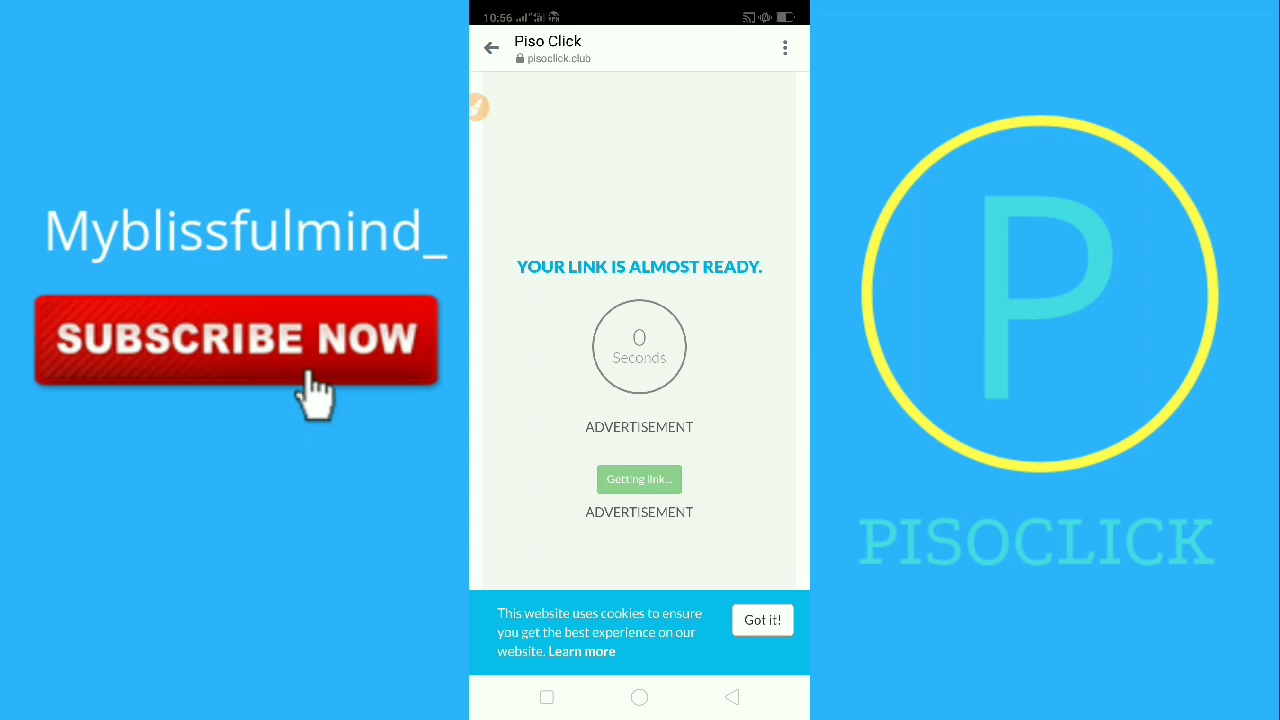 Myblissfulmind_
SUBSCRIBE NOW
10:56
Piso Click
pisoclick.club
YOUR LINK IS ALMOST READY.
0
Seconds
ADVERTISEMENT
Getting link...
ADVERTISEMENT
This website uses cookies to ensure
you get the best experience on our
website. Learn more
Got it!
P
PISOCLICK